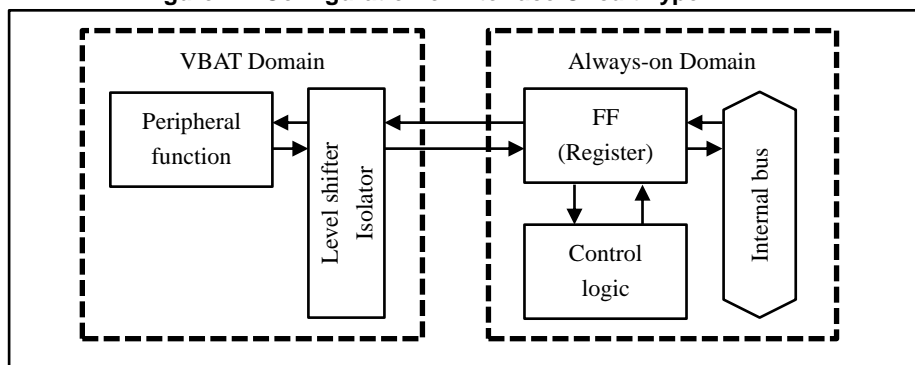 VBAT Domain
Always-on Domain
Peripheral
function
Level shifter
Isolator
FF
(Register)
Control
logic
Internal bus